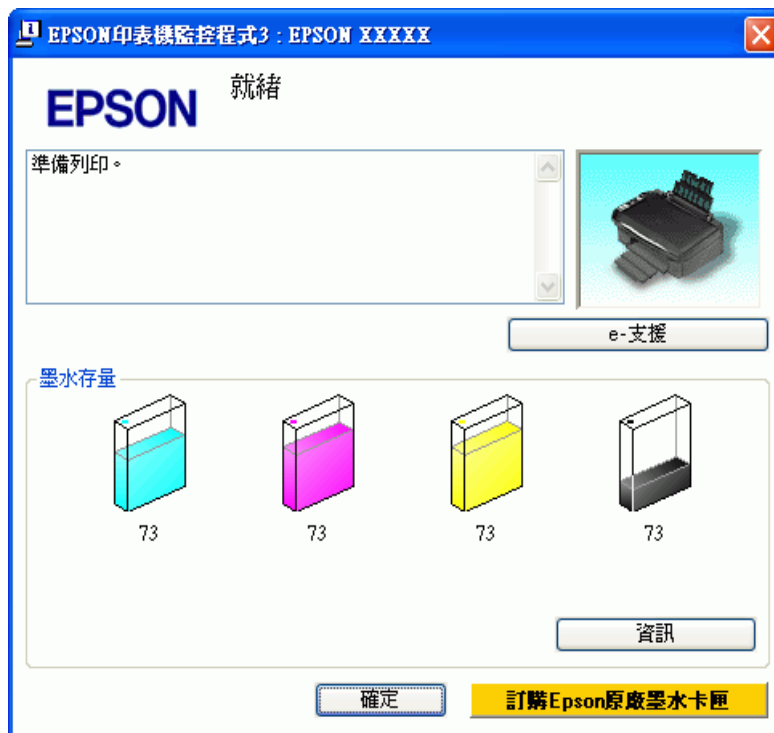 EPSON印表機監控程式3 : EPSON XXXXX
EPSON
就緒
準備列印。
e-支援
墨水存量
73 73 73 73
資訊
確定
訂購Epson原廠墨水卡匣